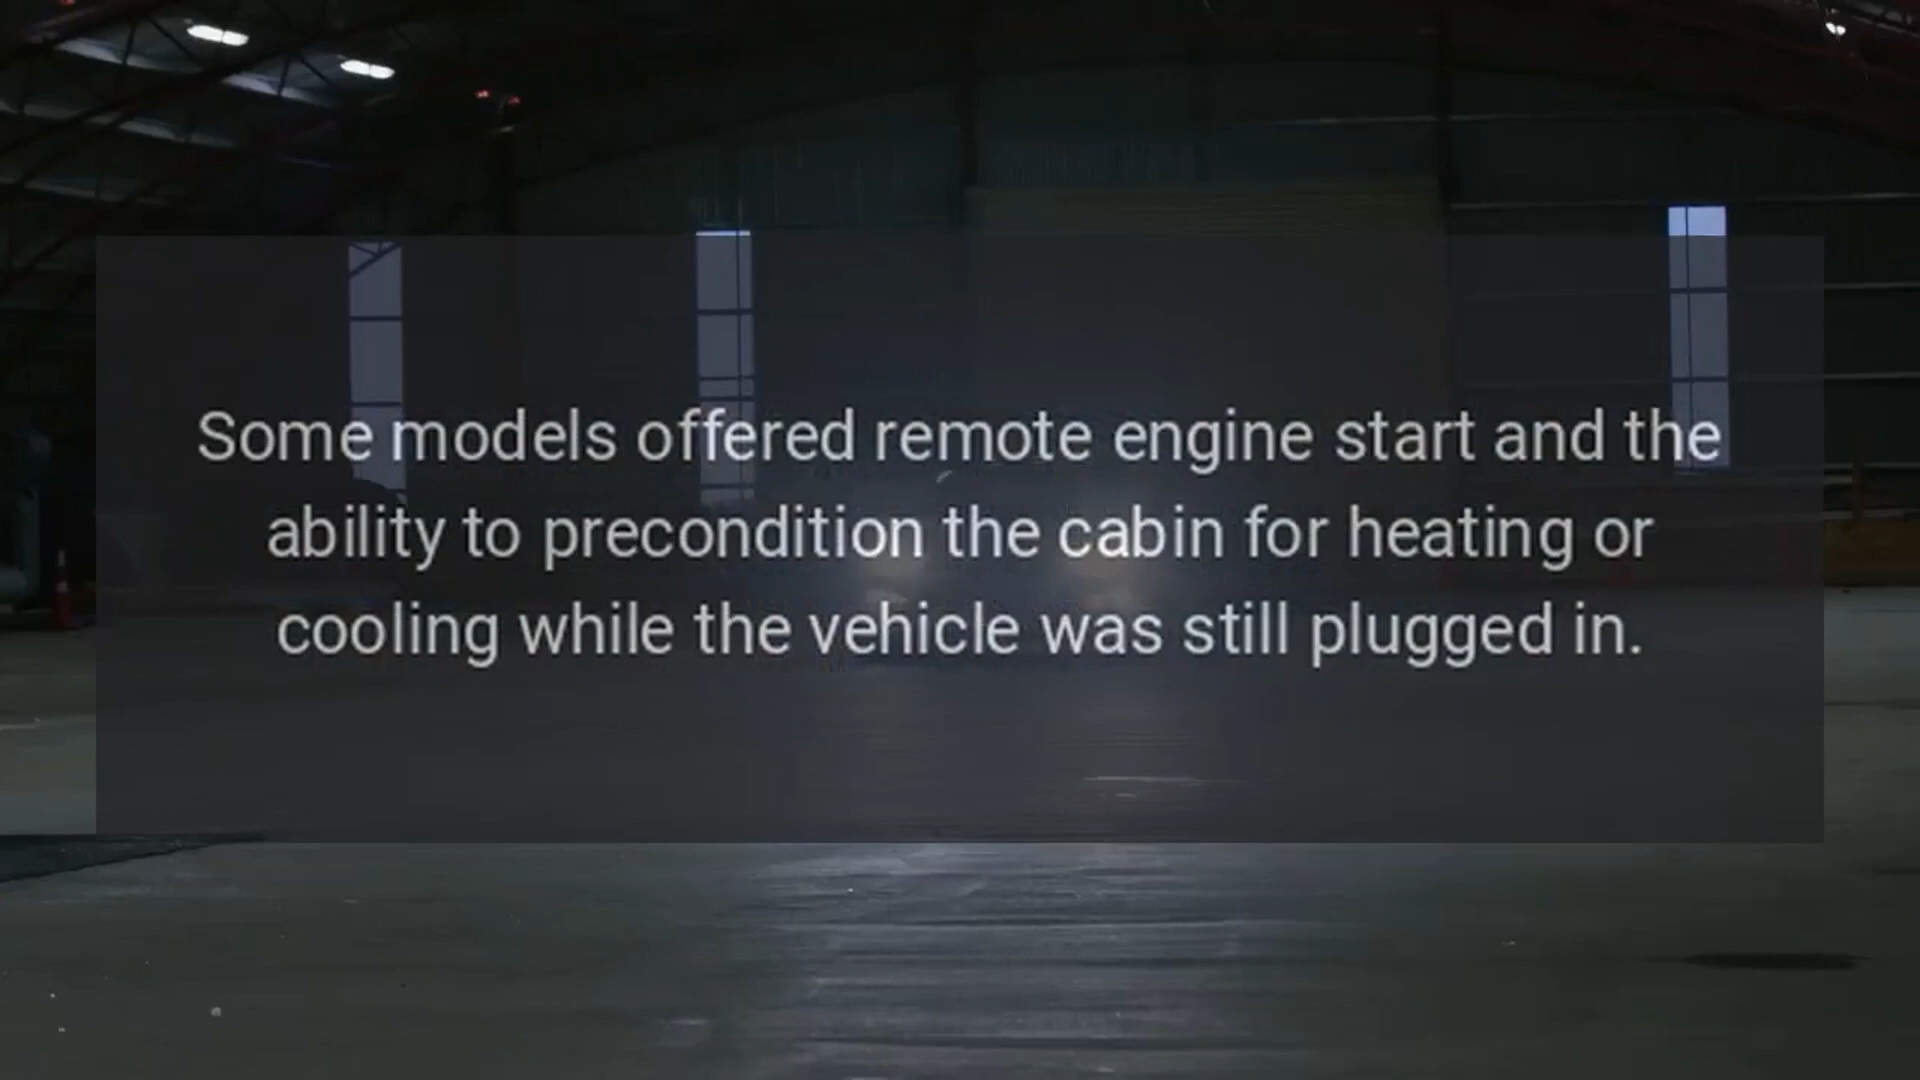 Some models offered remote engine start and the
ability to precondition the cabin for heating or
cooling while the vehicle was still plugged in.